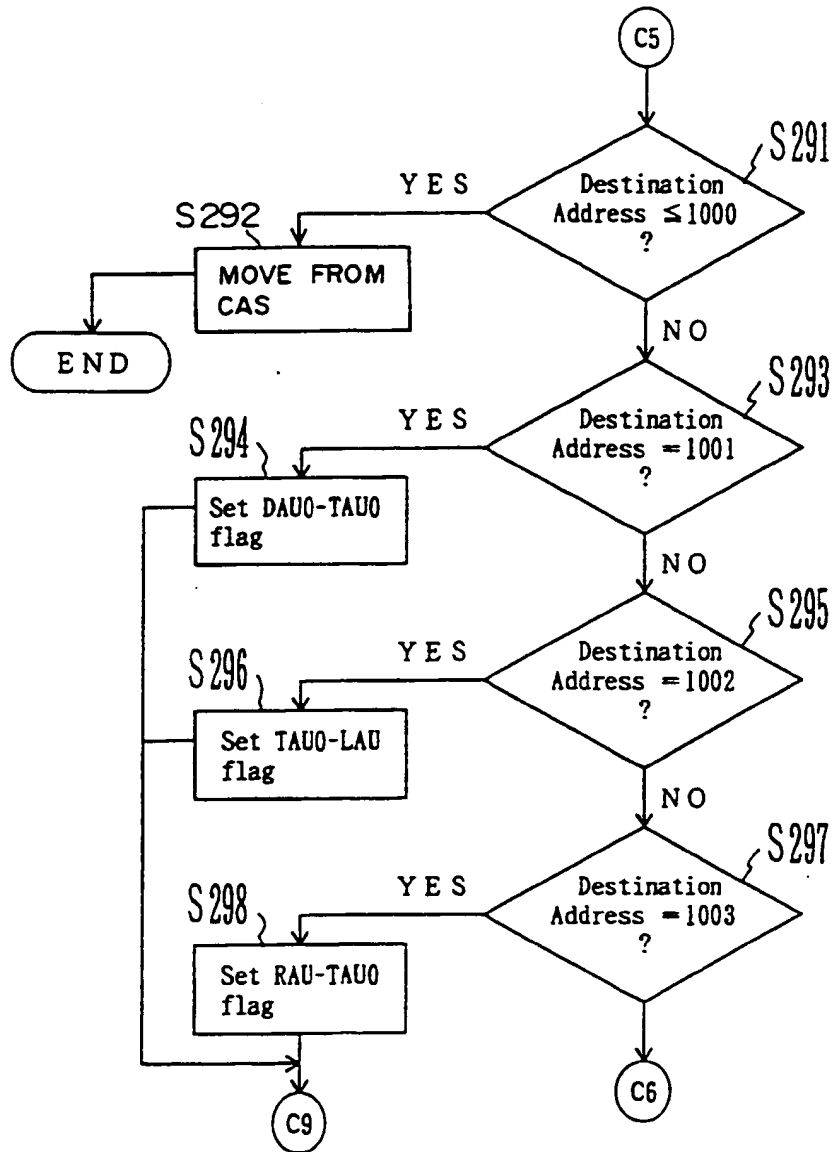 C5
S291
Destination
Address ≤1000
?
YES
S292
MOVE FROM
CAS
END
NO
S293
Destination
Address =1001
?
YES
S294
Set DAU0-TAU0
flag
NO
S295
Destination
Address =1002
?
YES
S296
Set TAU0-LAU
flag
NO
S297
Destination
Address =1003
?
YES
S298
Set RAU-TAU0
flag
C9
C6